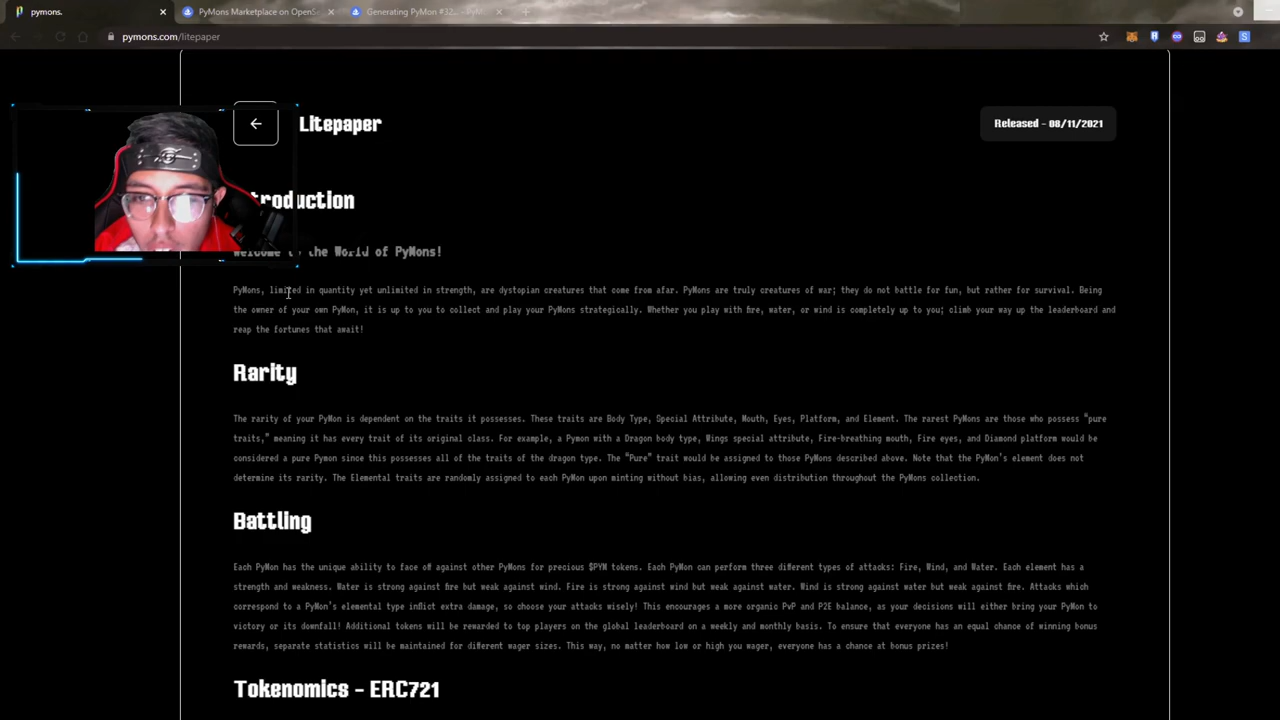 pymons.
PyMons Marketplace on OpenSe
Generating PyMon #32... - PyM
pymons.com/litepaper
Litepaper
Released - 08/11/2021
troduction
the World of PyMons!
PyMons, limited in quantity yet unlimited in strength, are dystopian creatures that come from afar. PyMons are truly creatures of war; they do not battle for fun, but rather for survival. Being
the owner of your own PyMon, it is up to you to collect and play your PyMons strategically. Whether you play with fire, water, or wind is completely up to you; climb your way up the leaderboard and
reap the fortunes that await!
Rarity
The rarity of your PyMon is dependent on the traits it possesses. These traits are Body Type, Special Attribute, Mouth, Eyes, Platform, and Element. The rarest PyMons are those who possess “pure
traits,” meaning it has every trait of its original class. For example, a Pymon with a Dragon body type, Wings special attribute, Fire-breathing mouth, Fire eyes, and Diamond platform would be
considered a pure Pymon since this possesses all of the traits of the dragon type. The “Pure” trait would be assigned to those PyMons described above. Note that the PyMon's element does not
determine its rarity. The Elemental traits are randomly assigned to each PyMon upon minting without bias, allowing even distribution throughout the PyMons collection.
Battling
Each PyMon has the unique ability to face off against other PyMons for precious $PYM tokens. Each PyMon can perform three different types of attacks: Fire, Wind, and Water. Each element has a
strength and weakness. Water is strong against fire but weak against wind. Fire is strong against wind but weak against water. Wind is strong against water but weak against fire. Attacks which
correspond to a PyMon's elemental type inflict extra damage, so choose your attacks wisely! This encourages a more organic PvP and P2E balance, as your decisions will either bring your PyMon to
victory or its downfall! Additional tokens will be rewarded to top players on the global leaderboard on a weekly and monthly basis. To ensure that everyone has an equal chance of winning bonus
rewards, separate statistics will be maintained for different wager sizes. This way, no matter how low or high you wager, everyone has a chance at bonus prizes!
Tokenomics - ERC721